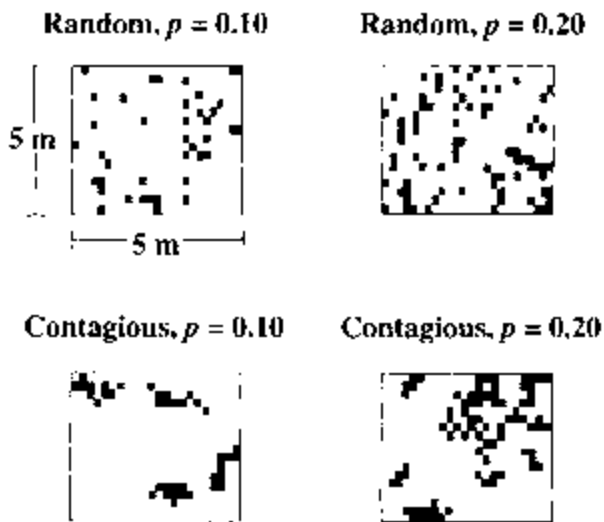 Random, p = 0.10
Random, p = 0.20
5 m
5 m
Contagious, p = 0.10
Contagious, p = 0.20